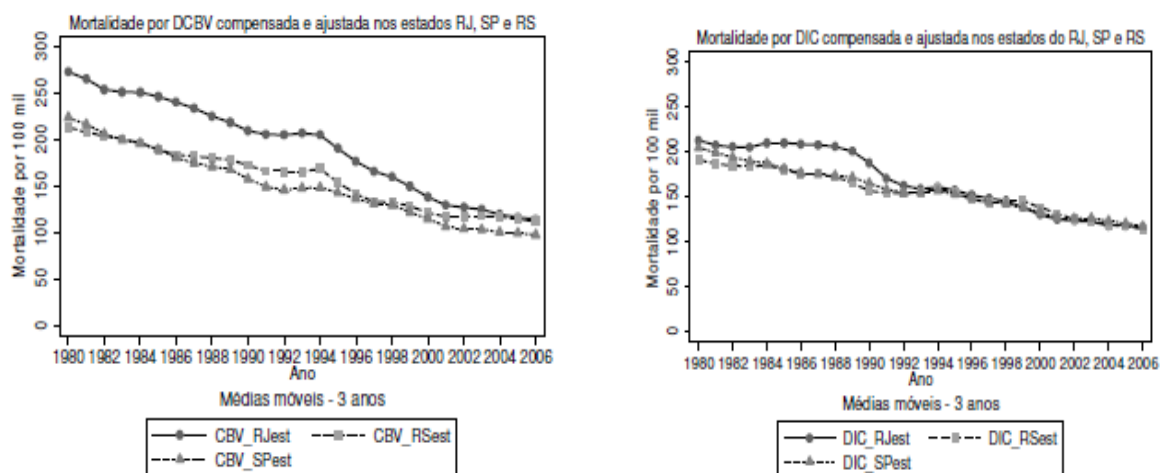 Mortalidade por DCBV compensada e ajustada nos estados RJ, SP e RS
Mortalidade por 100 mil
300
250
200
150
100
50
0
1980 1982 1984 1986 1988 1990 1992 1994 1996 1998 2000 2002 2004 2006
Ano
Médias móveis - 3 anos
CBV_RJest CBV_RSest
CBV_SPest
Mortalidade por DIC compensada e ajustada nos estados do RJ, SP e RS
Mortalidade por 100 mil
300
250
200
150
100
50
0
1980 1982 1984 1986 1988 1990 1992 1994 1996 1998 2000 2002 2004 2006
Ano
Médias móveis - 3 anos
DIC_RJest DIC_RSest
DIC_SPest